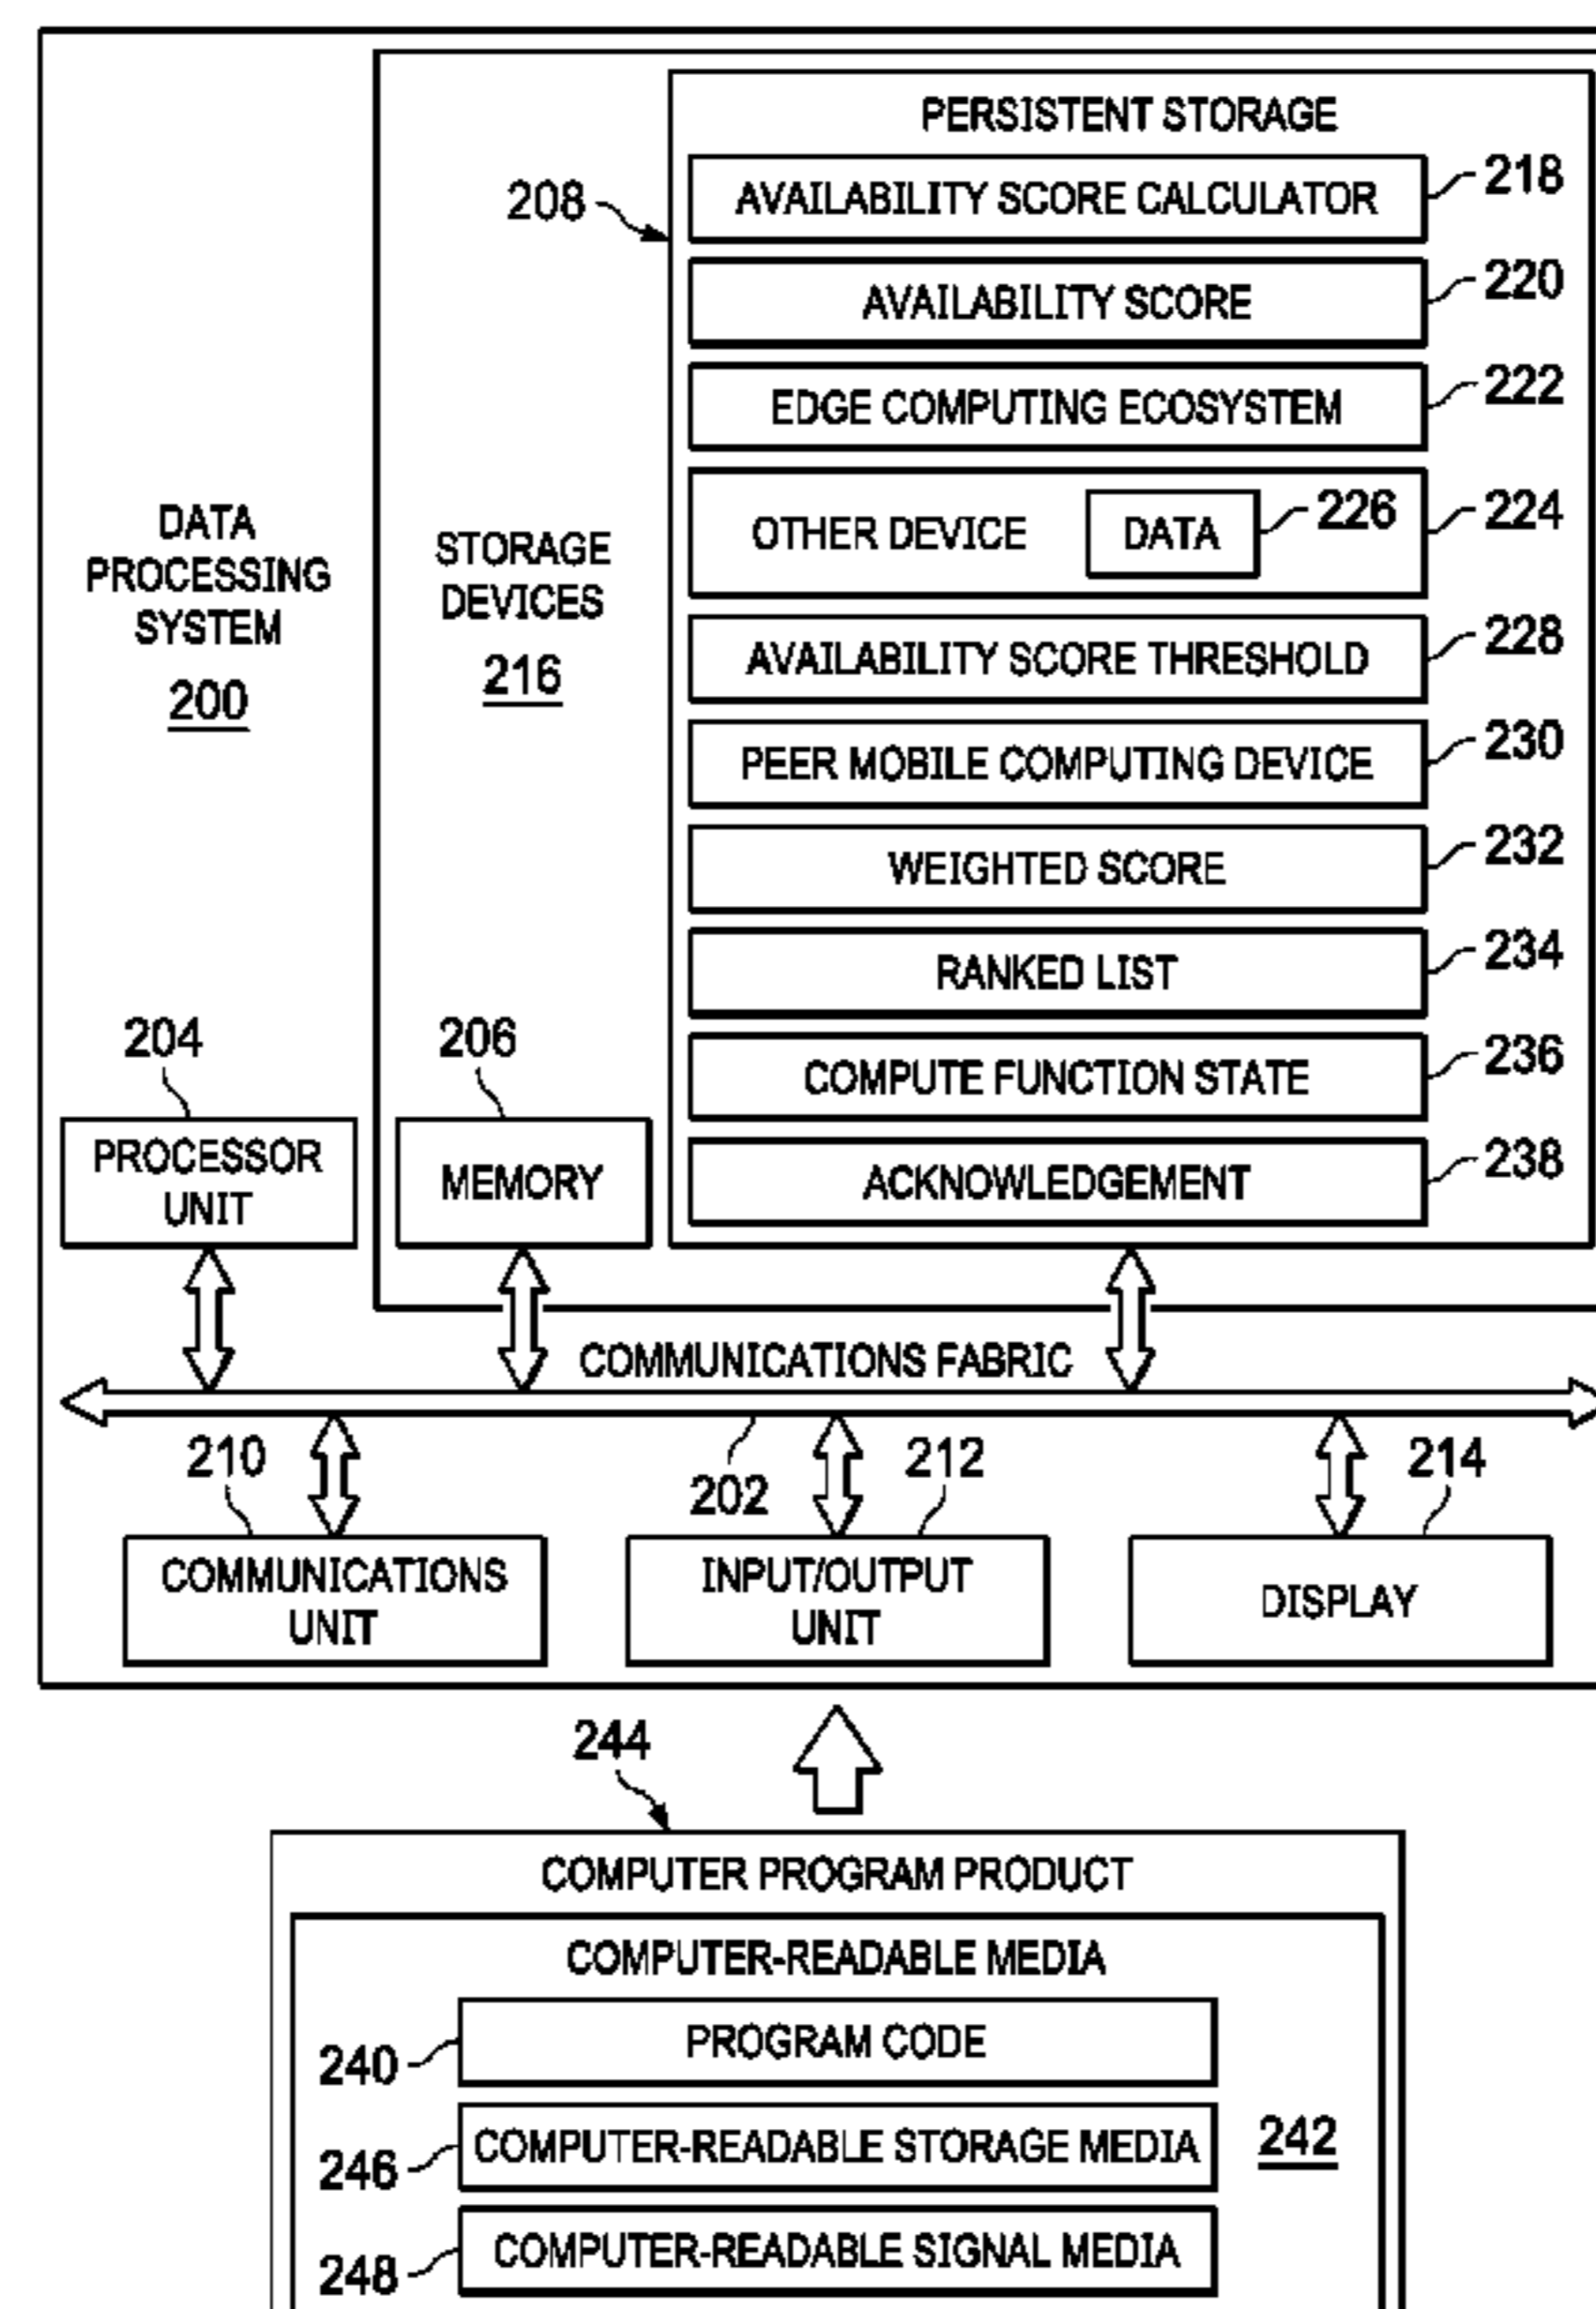 PERSISTENT STORAGE
208
AVAILABILITY SCORE CALCULATOR
218
AVAILABILITY SCORE
220
EDGE COMPUTING ECOSYSTEM
222
OTHER DEVICE
DATA
226
224
AVAILABILITY SCORE THRESHOLD
228
PEER MOBILE COMPUTING DEVICE
230
WEIGHTED SCORE
232
RANKED LIST
234
COMPUTE FUNCTION STATE
236
ACKNOWLEDGEMENT
238
DATA
PROCESSING
SYSTEM
200
STORAGE
DEVICES
216
204
PROCESSOR
UNIT
206
MEMORY
COMMUNICATIONS FABRIC
202
210
COMMUNICATIONS
UNIT
212
INPUT/OUTPUT
UNIT
214
DISPLAY
244
COMPUTER PROGRAM PRODUCT
COMPUTER-READABLE MEDIA
240
PROGRAM CODE
246
COMPUTER-READABLE STORAGE MEDIA
242
248
COMPUTER-READABLE SIGNAL MEDIA